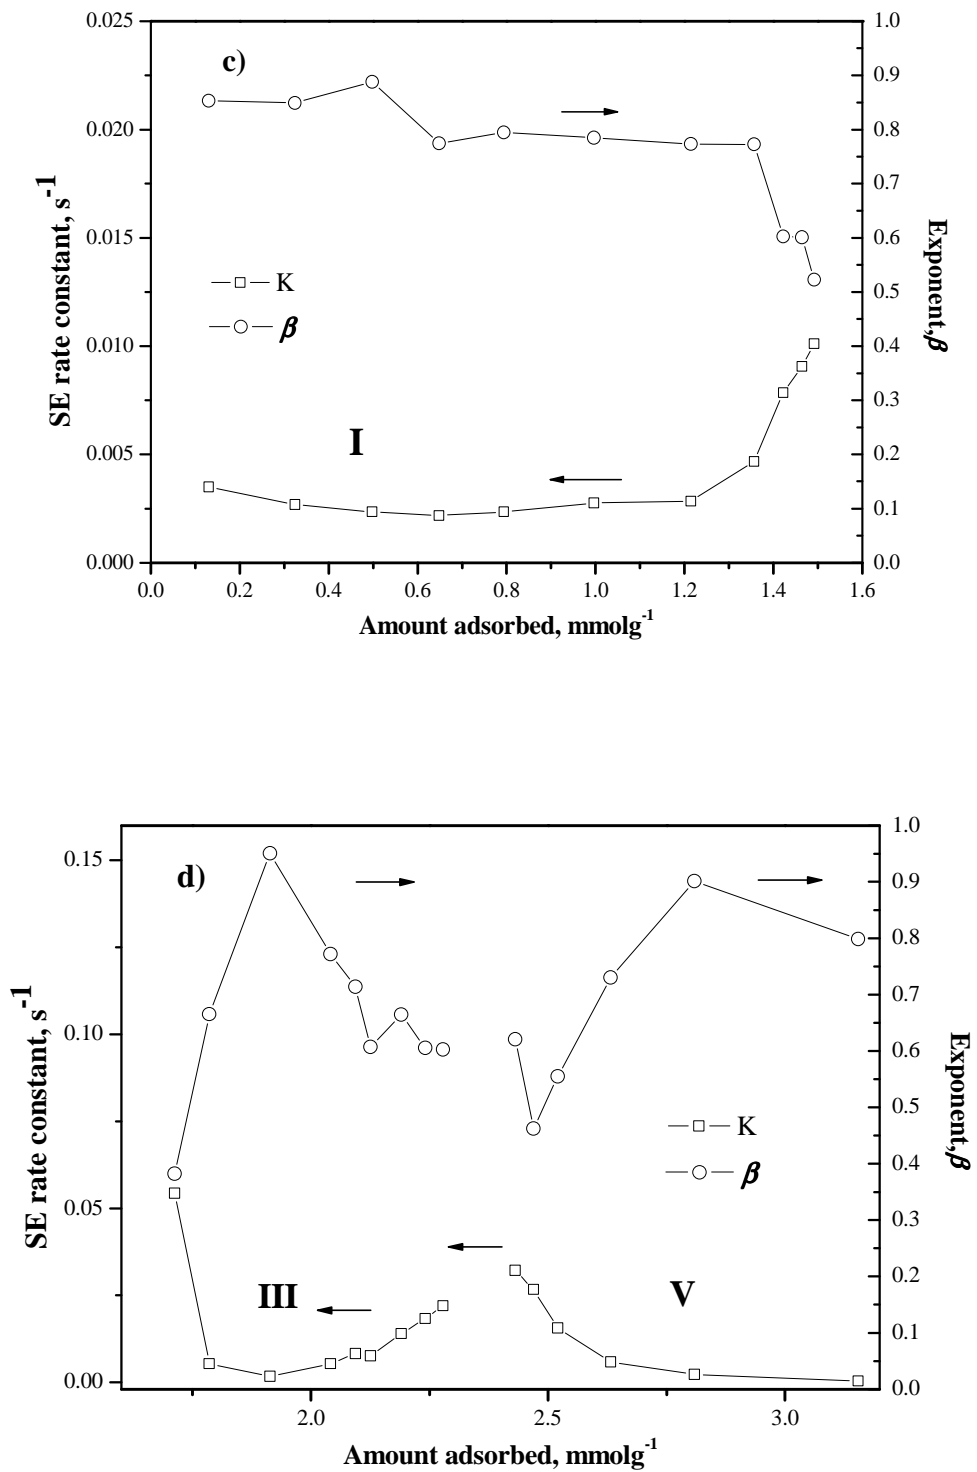 c)
SE rate constant, s-1
0.025
0.020
0.015
0.010
0.005
0.000
1.0
0.9
0.8
0.7
0.6
0.5
0.4
0.3
0.2
0.1
0.0
Exponent,β
K
β
I
0.0 0.2 0.4 0.6 0.8 1.0 1.2 1.4 1.6
Amount adsorbed, mmolg-1
d)
SE rate constant, s-1
0.15
0.10
0.05
0.00
1.0
0.9
0.8
0.7
0.6
0.5
0.4
0.3
0.2
0.1
0.0
Exponent,β
K
β
III
V
2.0 2.5 3.0
Amount adsorbed, mmolg-1